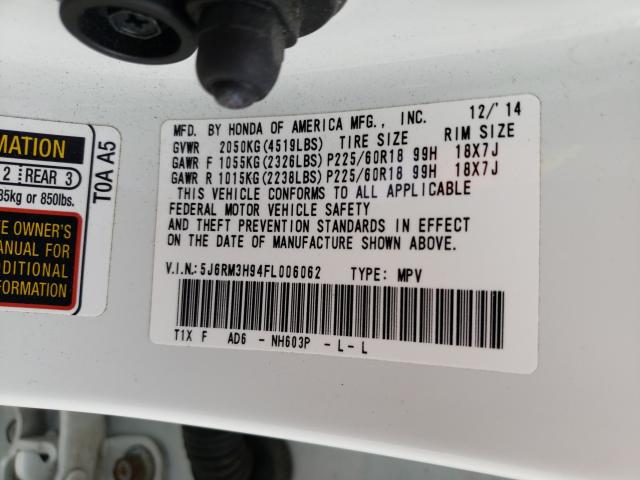 MFD. BY HONDA OF AMERICA MFG., INC. 12/'14
GVWR 2050KG(4519LBS) TIRE SIZE RIM SIZE
GAWR F 1055KG(2326LBS) P225/60R18 99H 18X7J
GAWR R 1015KG(2238LBS) P225/60R18 99H 18X7J
THIS VEHICLE CONFORMS TO ALL APPLICABLE
FEDERAL MOTOR VEHICLE SAFETY
AND THEFT PREVENTION STANDARDS IN EFFECT
ON THE DATE OF MANUFACTURE SHOWN ABOVE.
V.I.N.: 5J6RM3H94FL006062 TYPE: MPV
T1X F AD6 - NH603P - L - L
MATION
2 REAR 3
85kg or 850lbs.
E OWNER'S
ANUAL FOR
DDITIONAL
FORMATION
T0A A5